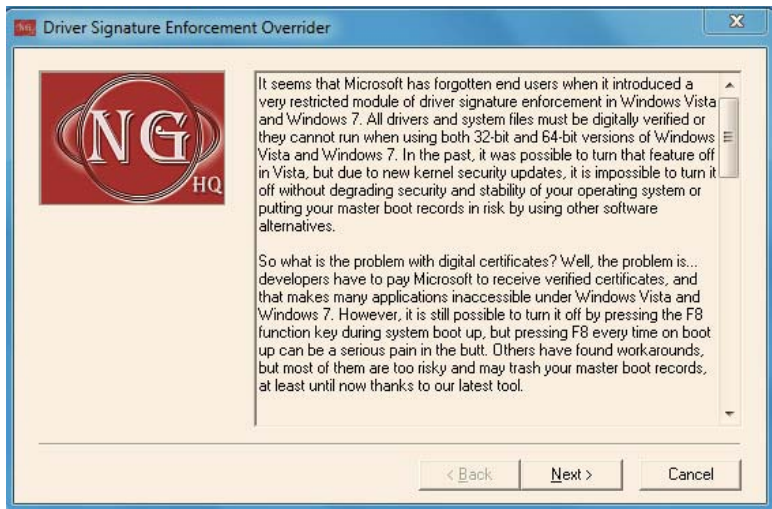 Driver Signature Enforcement Overrider
NG
HQ
It seems that Microsoft has forgotten end users when it introduced a
very restricted module of driver signature enforcement in Windows Vista
and Windows 7. All drivers and system files must be digitally verified or
they cannot run when using both 32-bit and 64-bit versions of Windows
Vista and Windows 7. In the past, it was possible to turn that feature off
in Vista, but due to new kernel security updates, it is impossible to turn it
off without degrading security and stability of your operating system or
putting your master boot records in risk by using other software
alternatives.
So what is the problem with digital certificates? Well, the problem is...
developers have to pay Microsoft to receive verified certificates, and
that makes many applications inaccessible under Windows Vista and
Windows 7. However, it is still possible to turn it off by pressing the F8
function key during system boot up, but pressing F8 every time on boot
up can be a serious pain in the butt. Others have found workarounds,
but most of them are too risky and may trash your master boot records,
at least until now thanks to our latest tool.
< Back
Next >
Cancel